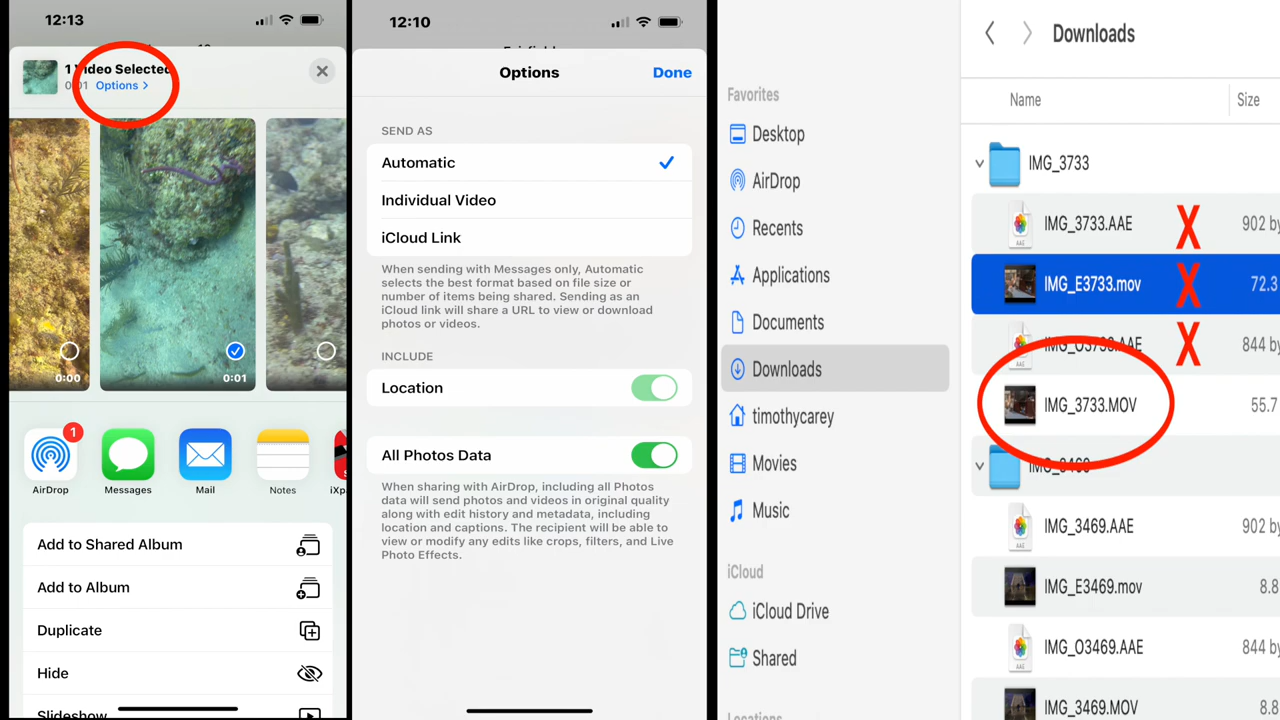 12:13
1 Video Selected
0:01 Options >
0:00
0:01
1
AirDrop
Messages
Mail
Notes
Add to Shared Album
Add to Album
Duplicate
Hide
Slideshow
12:10
Options
Done
SEND AS
Automatic
Individual Video
iCloud Link
When sending with Messages only, Automatic
selects the best format based on file size or
number of items being shared. Sending as an
iCloud link will share a URL to view or download
photos or videos.
INCLUDE
Location
All Photos Data
When sharing with AirDrop, including all Photos
data will send photos and videos in original quality
along with edit history and metadata, including
location and captions. The recipient will be able to
view or modify any edits like crops, filters, and Live
Photo Effects.
Favorites
Desktop
AirDrop
Recents
Applications
Documents
Downloads
timothycarey
Movies
Music
iCloud
iCloud Drive
Shared
Locations
Downloads
Name Size
IMG_3733
IMG_3733.AAE X 902 by
IMG_E3733.mov X 72.3
IMG_O3733.AAE X 844 by
IMG_3733.MOV 55.7
IMG_3469
IMG_3469.AAE 902 by
IMG_E3469.mov 8.8
IMG_O3469.AAE 844 by
IMG_3469.MOV 8.8